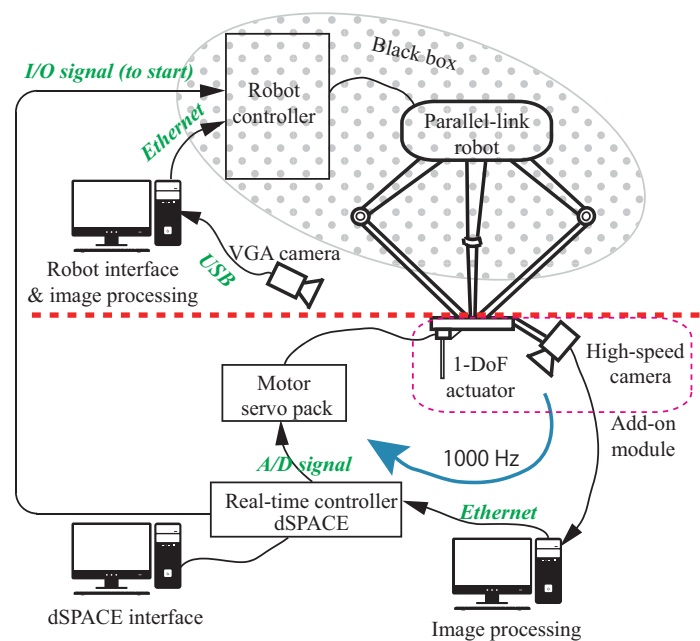 Black box
I/O signal (to start)
Robot
controller
Ethernet
Parallel-link
robot
VGA camera
USB
Robot interface
& image processing
1-DoF
actuator
High-speed
camera
Add-on
module
Motor
servo pack
1000 Hz
A/D signal
Real-time controller
dSPACE
Ethernet
dSPACE interface
Image processing